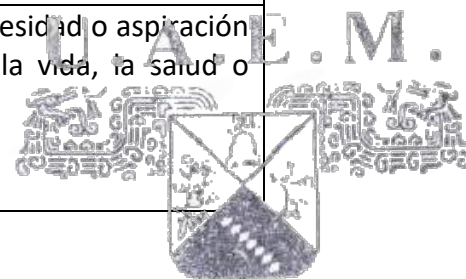 esidad o aspiración
U. A. E. M.
la vida, la salud o